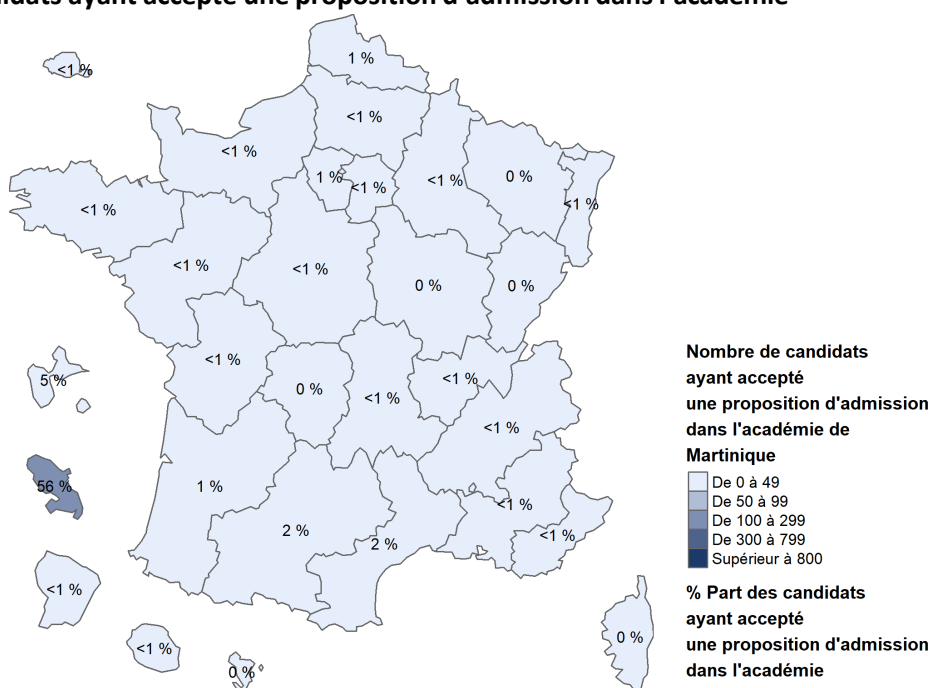 dats ayant accepté une proposition d'admission dans l'académie
1 %
<1 %
<1 %
<1 %
1 %
<1 %
<1 %
0 %
<1 %
<1 %
<1 %
<1 %
0 %
0 %
<1 %
0 %
<1 %
<1 %
<1 %
5 %
56 %
1 %
2 %
2 %
<1 %
<1 %
<1 %
<1 %
0 %
0 %
Nombre de candidats
ayant accepté
une proposition d'admission
dans l'académie de
Martinique
De 0 à 49
De 50 à 99
De 100 à 299
De 300 à 799
Supérieur à 800
% Part des candidats
ayant accepté
une proposition d'admission
dans l'académie